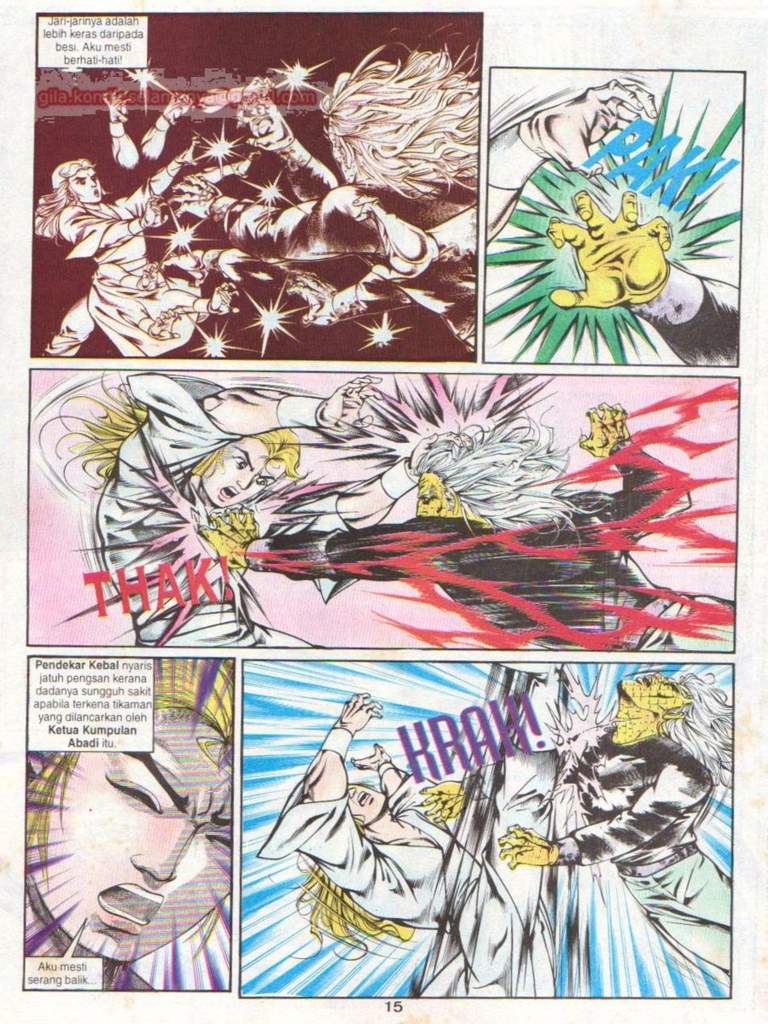 Jari-jarinya adalah
lebih keras daripada
besi. Aku mesti
berhati-hati!
PAK!
THAK!
Pendekar Kebal nyaris
jatuh pengsan kerana
dadanya sungguh sakit
apabila terkena tikaman
yang dilancarkan oleh
Ketua Kumpulan
Abadi itu.
Aku mesti
serang balik...
KRAK!
15